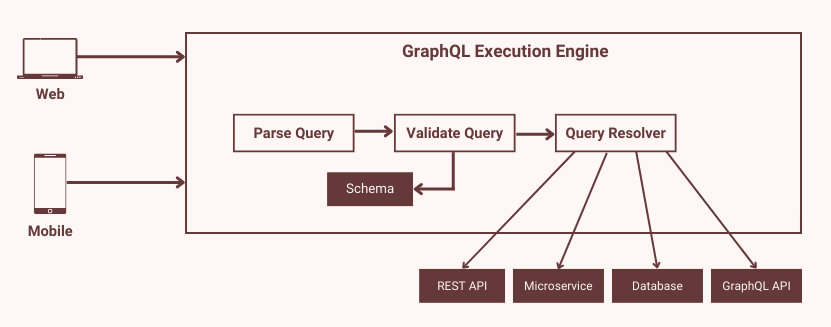 GraphQL Execution Engine
Web
Parse Query
Validate Query
Query Resolver
Schema
Mobile
REST API
Microservice
Database
GraphQL API